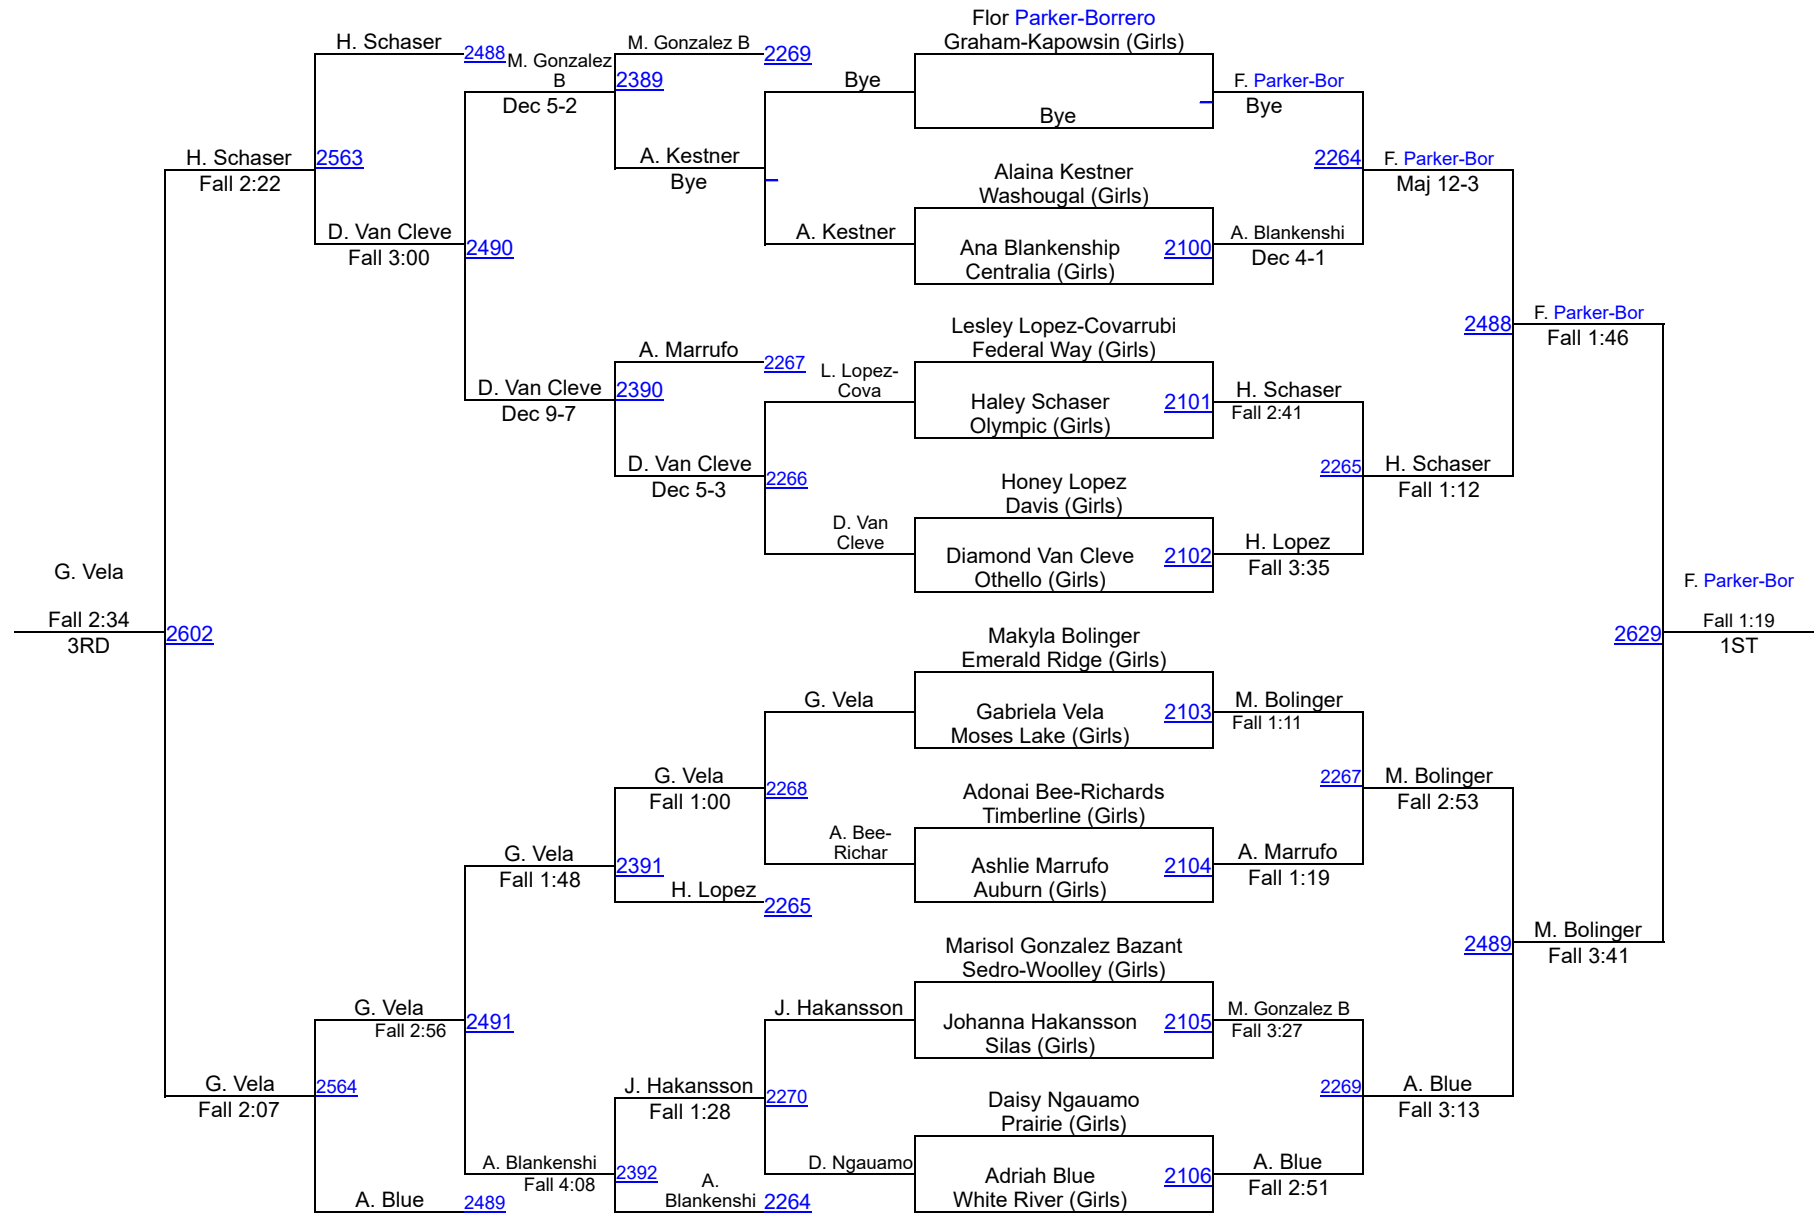 Flor Parker-Borrero
Graham-Kapowsin (Girls)
H. Schaser
2488
M. Gonzalez
B
Dec 5-2
M. Gonzalez B
2269
2389
Bye
Bye
F. Parker-Bor
Bye
A. Kestner
Bye
H. Schaser
Fall 2:22
2563
Alaina Kestner
Washougal (Girls)
2264
F. Parker-Bor
Maj 12-3
D. Van Cleve
Fall 3:00
2490
A. Kestner
Ana Blankenship
Centralia (Girls)
2100
A. Blankenshi
Dec 4-1
Lesley Lopez-Covarrubi
Federal Way (Girls)
2488
F. Parker-Bor
Fall 1:46
A. Marrufo
2267
D. Van Cleve
Dec 9-7
2390
L. Lopez-
Cova
Haley Schaser
Olympic (Girls)
2101
H. Schaser
Fall 2:41
D. Van Cleve
Dec 5-3
2266
Honey Lopez
Davis (Girls)
2265
H. Schaser
Fall 1:12
D. Van
Cleve
Diamond Van Cleve
Othello (Girls)
2102
H. Lopez
Fall 3:35
G. Vela
Fall 2:34
3RD
2602
Makyla Bolinger
Emerald Ridge (Girls)
2629
F. Parker-Bor
Fall 1:19
1ST
G. Vela
Gabriela Vela
Moses Lake (Girls)
2103
M. Bolinger
Fall 1:11
G. Vela
Fall 1:00
2268
Adonai Bee-Richards
Timberline (Girls)
2267
M. Bolinger
Fall 2:53
G. Vela
Fall 1:48
2391
H. Lopez
2265
A. Bee-
Richar
Ashlie Marrufo
Auburn (Girls)
2104
A. Marrufo
Fall 1:19
Marisol Gonzalez Bazant
Sedro-Woolley (Girls)
2489
M. Bolinger
Fall 3:41
G. Vela
Fall 2:56
2491
J. Hakansson
Johanna Hakansson
Silas (Girls)
2105
M. Gonzalez B
Fall 3:27
G. Vela
Fall 2:07
2564
J. Hakansson
Fall 1:28
2270
Daisy Ngauamo
Prairie (Girls)
2269
A. Blue
Fall 3:13
A. Blankenshi
Fall 4:08
2392
D. Ngauamo
Adriah Blue
White River (Girls)
2106
A. Blue
Fall 2:51
A. Blue
2489
A.
Blankenshi
2264